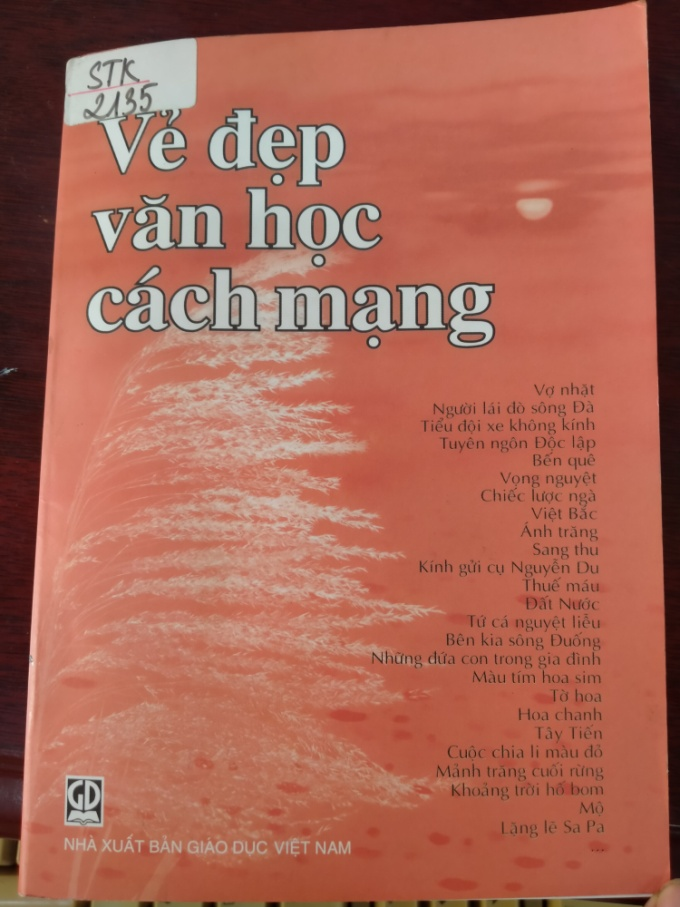 STK
2135
Vẻ đẹp
văn học
cách mạng
Vợ nhặt
Người lái đò sông Đà
Tiểu đội xe không kính
Tuyên ngôn Độc lập
Bến quê
Vọng nguyệt
Chiếc lược ngà
Việt Bắc
Ánh trăng
Sang thu
Kính gửi cụ Nguyễn Du
Thuế máu
Đất Nước
Tứ cá nguyệt liễu
Bên kia sông Đuống
Những đứa con trong gia đình
Màu tím hoa sim
Tờ hoa
Hoa chanh
Tây Tiến
Cuộc chia li màu đỏ
Mảnh trăng cuối rừng
Khoảng trời hố bom
Mộ
Lặng lẽ Sa Pa
...
GD
NHÀ XUẤT BẢN GIÁO DỤC VIỆT NAM